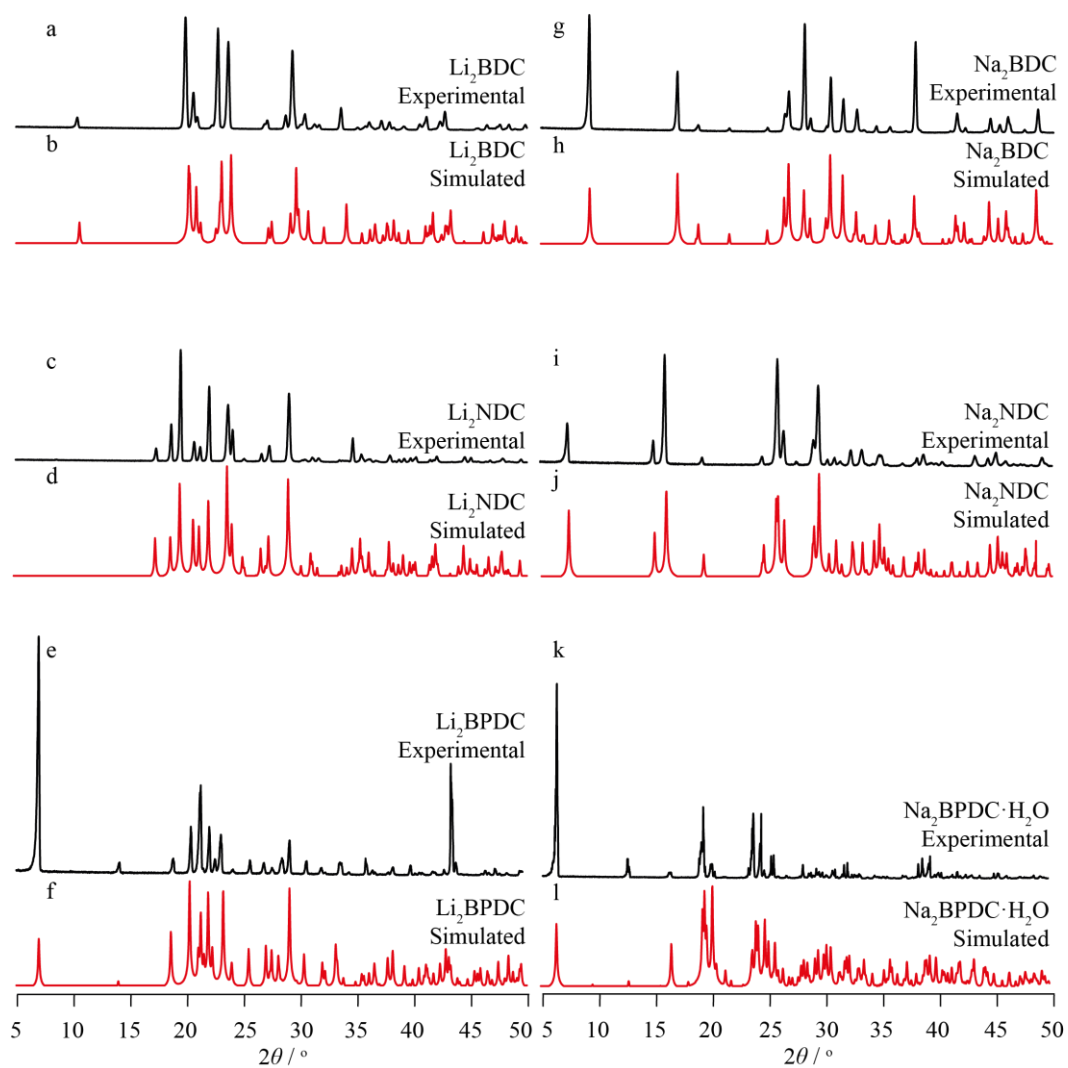 a
Li₂BDC
Experimental
b
Li₂BDC
Simulated
g
Na₂BDC
Experimental
h
Na₂BDC
Simulated
c
Li₂NDC
Experimental
d
Li₂NDC
Simulated
i
Na₂NDC
Experimental
j
Na₂NDC
Simulated
e
Li₂BPDC
Experimental
f
Li₂BPDC
Simulated
k
Na₂BPDC·H₂O
Experimental
l
Na₂BPDC·H₂O
Simulated
5 10 15 20 25 30 35 40 45 50
2θ / °
5 10 15 20 25 30 35 40 45 50
2θ / °